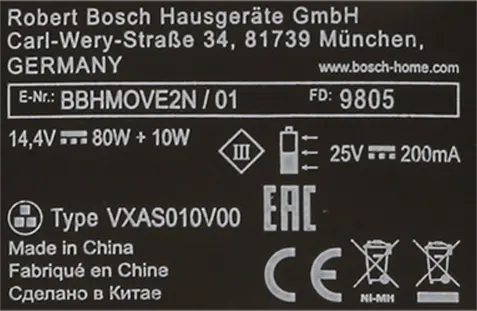 Robert Bosch Hausgeräte GmbH
Carl-Wery-Straße 34, 81739 München,
GERMANY
www.bosch-home.com
E-Nr.: BBHMOVE2N / 01 FD: 9805
14,4V 80W + 10W III 25V 200mA
Type VXAS010V00 EAC
Made in China
Fabriqué en Chine
Сделано в Китае
CE
NI-MH